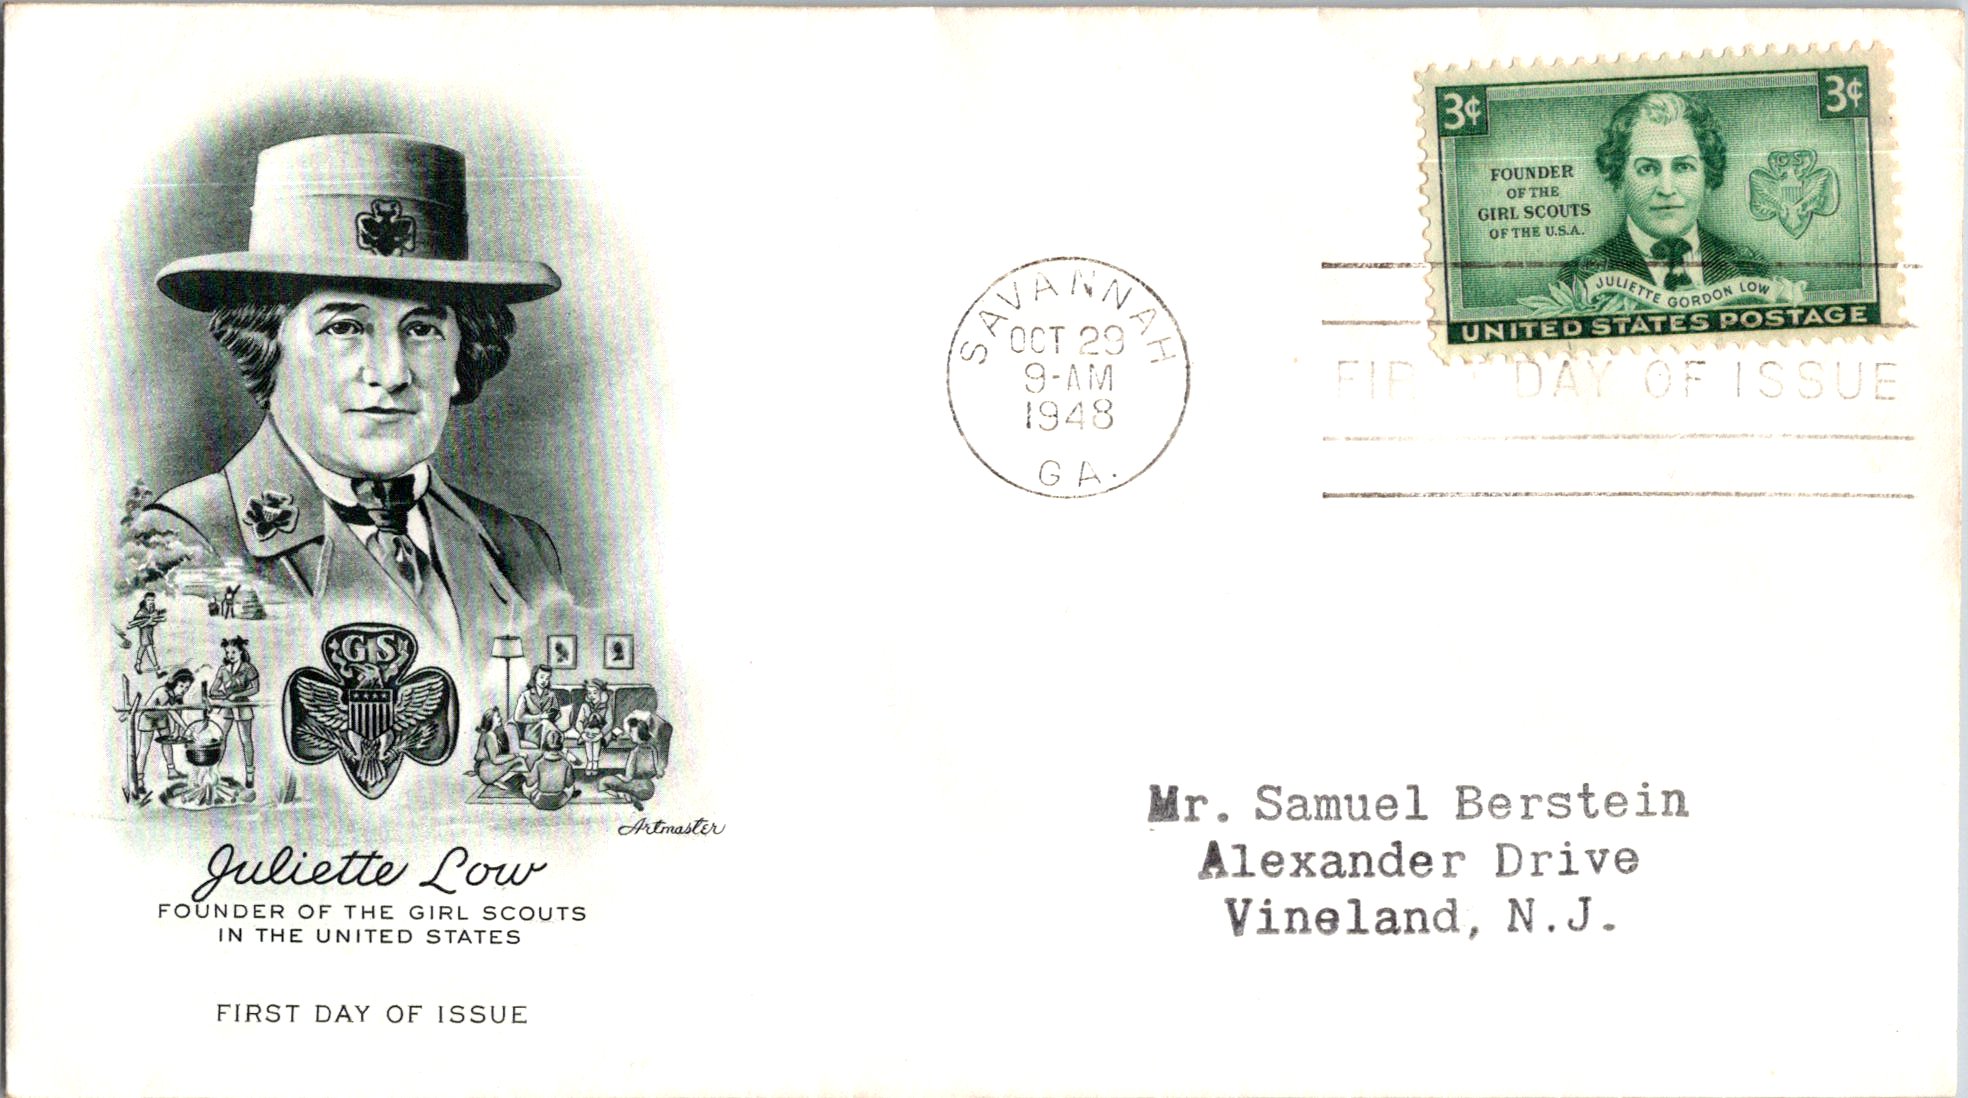 3¢
3¢
FOUNDER
OF THE
GIRL SCOUTS
OF THE U.S.A.
GS
JULIETTE GORDON LOW
UNITED STATES POSTAGE
SAVANNAH
OCT 29
9-AM
1948
GA.
FIRST DAY OF ISSUE
GS
Artmaster
Juliette Low
FOUNDER OF THE GIRL SCOUTS
IN THE UNITED STATES
FIRST DAY OF ISSUE
Mr. Samuel Berstein
Alexander Drive
Vineland, N.J.